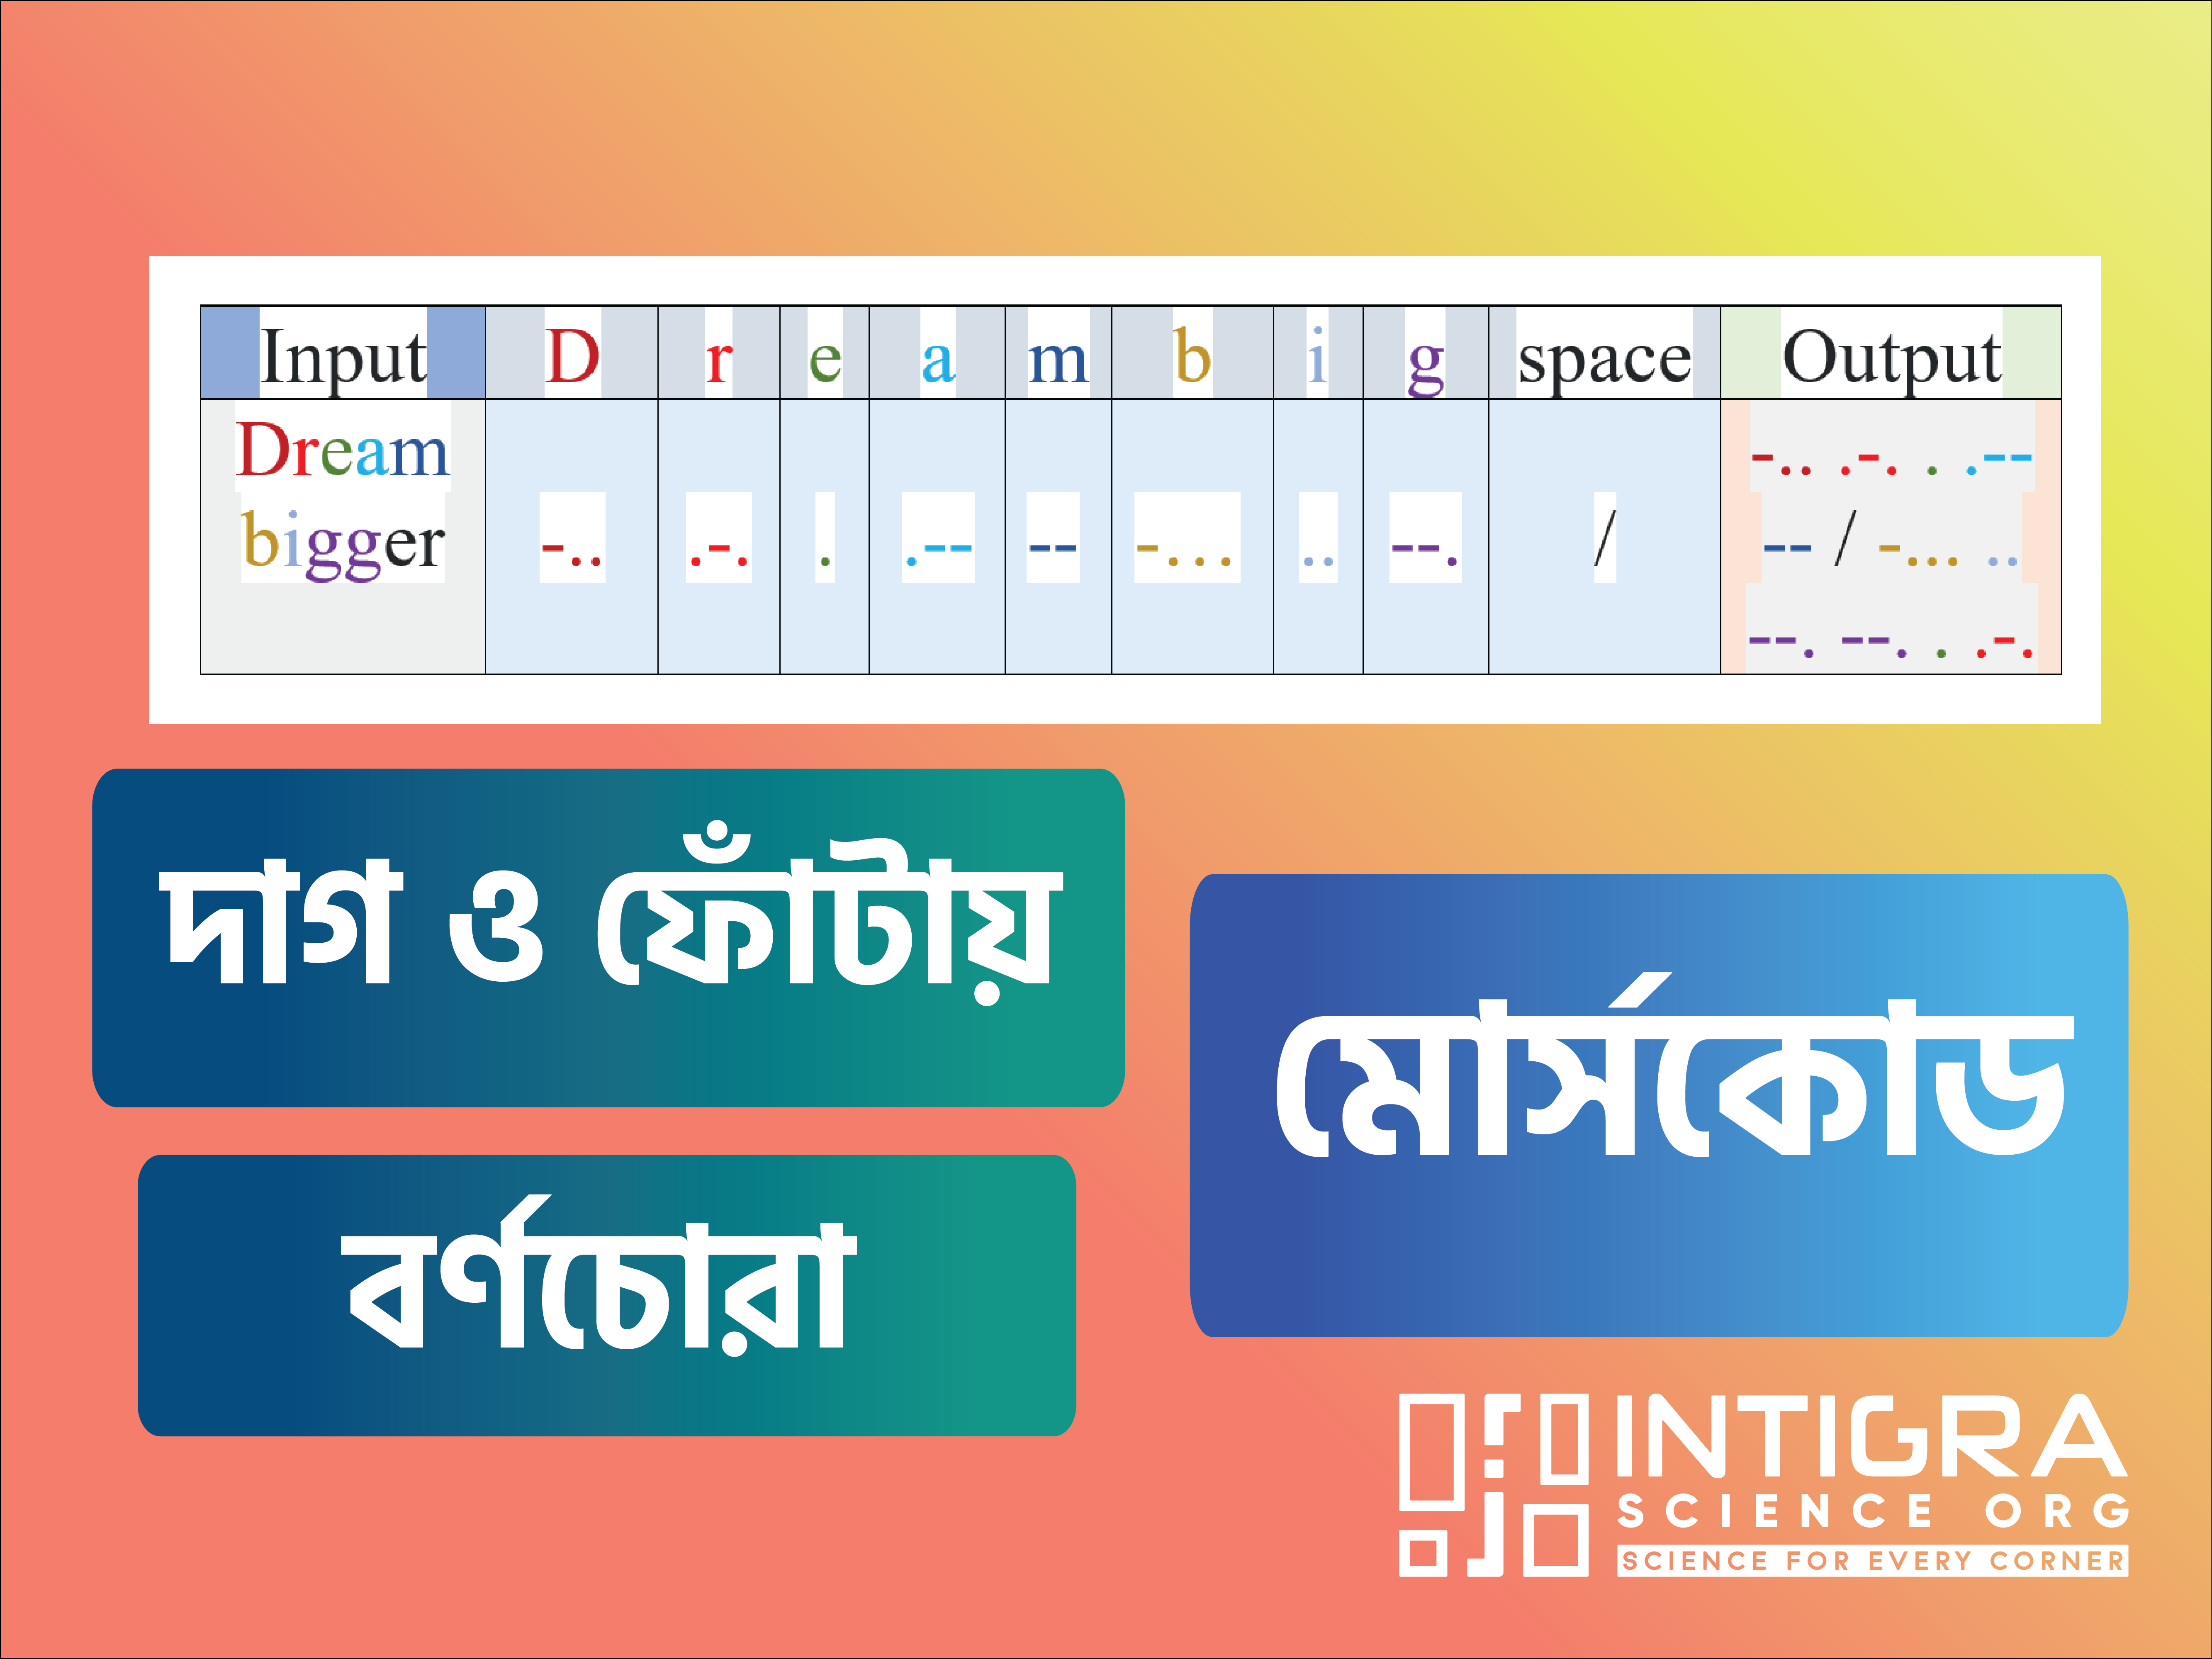 Input D r e a m b i g space Output
Dream
bigger
-.. .-. . .-- -- -... .. --. /
-.. .-. . .--
-- / -... ..
--. --. . .-.
দাগ ও ফোঁটায়
বর্ণচোরা
মোর্সকোড
INTIGRA
SCIENCE ORG
SCIENCE FOR EVERY CORNER